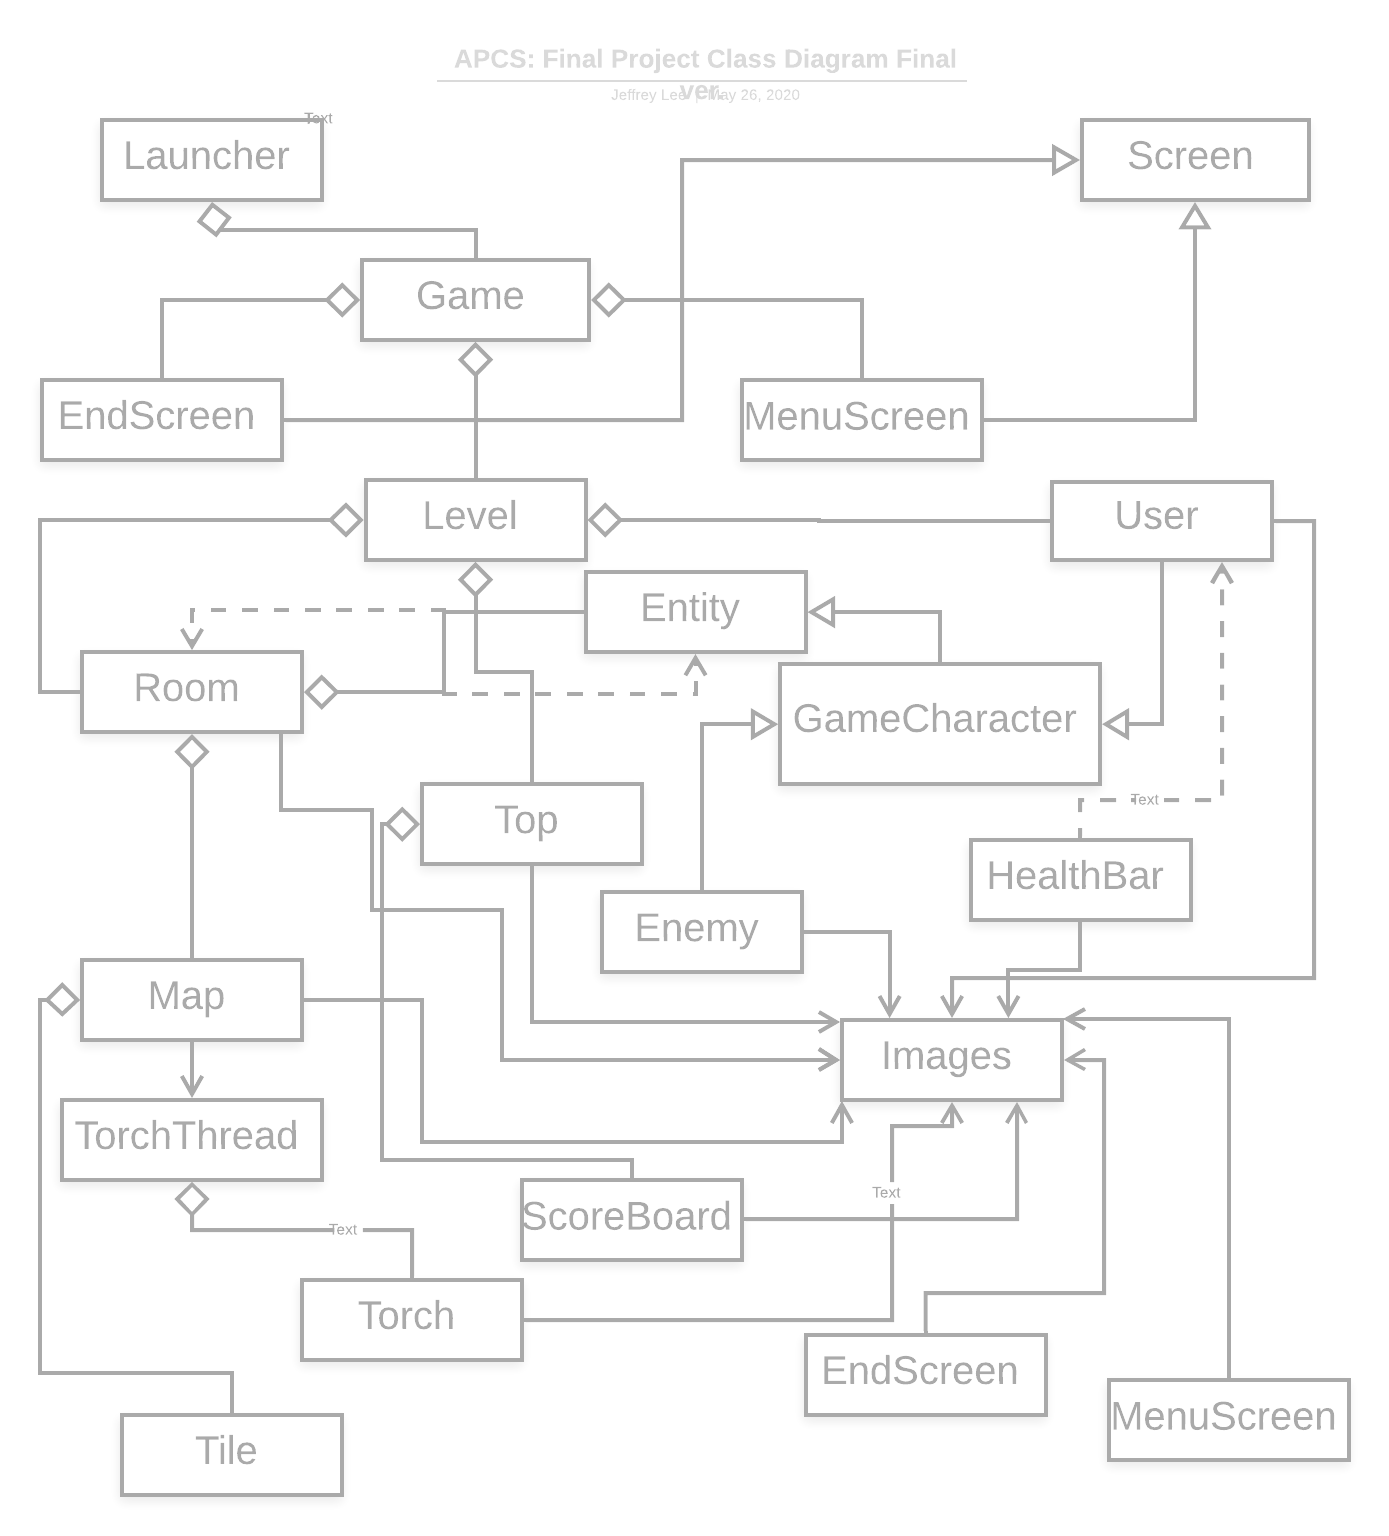 APCS: Final Project Class Diagram Final
ver.
Jeffrey Lee | May 26, 2020
Text
Launcher
Screen
Game
EndScreen
MenuScreen
Level
User
Entity
Room
GameCharacter
Text
Top
HealthBar
Enemy
Map
Images
TorchThread
Text
ScoreBoard
Text
Torch
EndScreen
MenuScreen
Tile